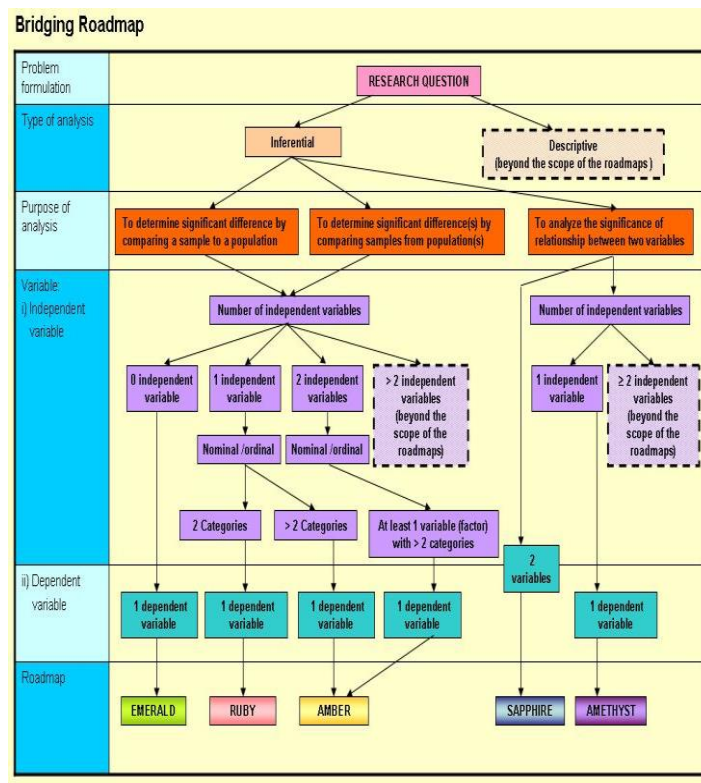 Bridging Roadmap
Problem
formulation
RESEARCH QUESTION
Type of analysis
Inferential
Descriptive
(beyond the scope of the roadmaps )
Purpose of
analysis
To determine significant difference by
comparing a sample to a population
To determine significant difference(s) by
comparing samples from population(s)
To analyze the significance of
relationship between two variables
Variable:
i) Independent
variable
Number of independent variables
Number of independent variables
0 independent
variable
1 independent
variable
2 independent
variables
> 2 independent
variables
(beyond the
scope of the
roadmaps)
1 independent
variable
≥ 2 independent
variables
(beyond the
scope of the
roadmaps)
Nominal /ordinal
Nominal /ordinal
2 Categories
> 2 Categories
At least 1 variable (factor)
with > 2 categories
2
variables
ii) Dependent
variable
1 dependent
variable
1 dependent
variable
1 dependent
variable
1 dependent
variable
1 dependent
variable
Roadmap
EMERALD
RUBY
AMBER
SAPPHIRE
AMETHYST